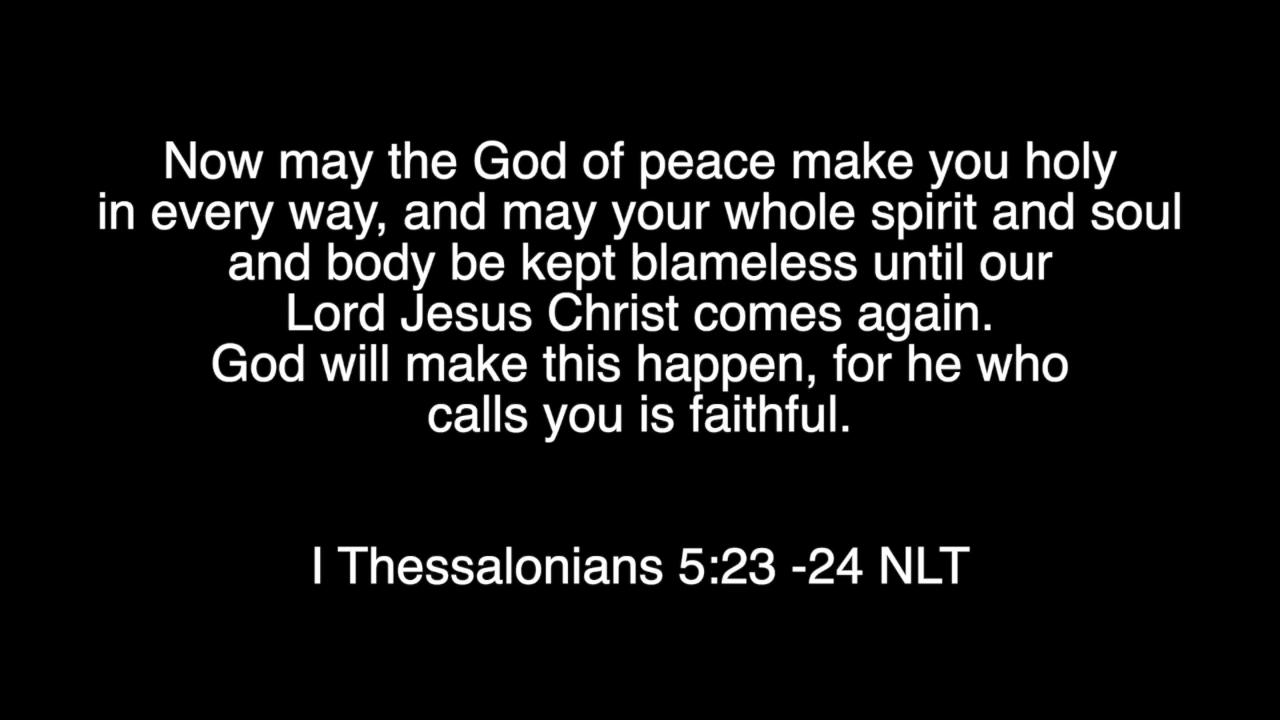 Now may the God of peace make you holy
in every way, and may your whole spirit and soul
and body be kept blameless until our
Lord Jesus Christ comes again.
God will make this happen, for he who
calls you is faithful.
I Thessalonians 5:23 -24 NLT